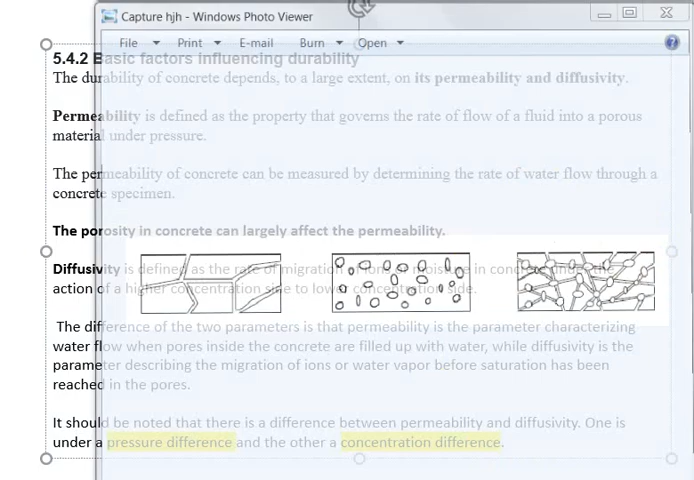 Capture hjh - Windows Photo Viewer
File Print E-mail Burn Open
5.4.2 Basic factors influencing durability
The durability of concrete depends, to a large extent, on its permeability and diffusivity.
Permeability is defined as the property that governs the rate of flow of a fluid into a porous
material under pressure.
The permeability of concrete can be measured by determining the rate of water flow through a
concrete specimen.
The porosity in concrete can largely affect the permeability.
Diffusivity is defined as the rate of migration of ions or moisture in concrete under the
action of a higher concentration side to lower concentration side.
The difference of the two parameters is that permeability is the parameter characterizing
water flow when pores inside the concrete are filled up with water, while diffusivity is the
parameter describing the migration of ions or water vapor before saturation has been
reached in the pores.
It should be noted that there is a difference between permeability and diffusivity. One is
under a pressure difference and the other a concentration difference.